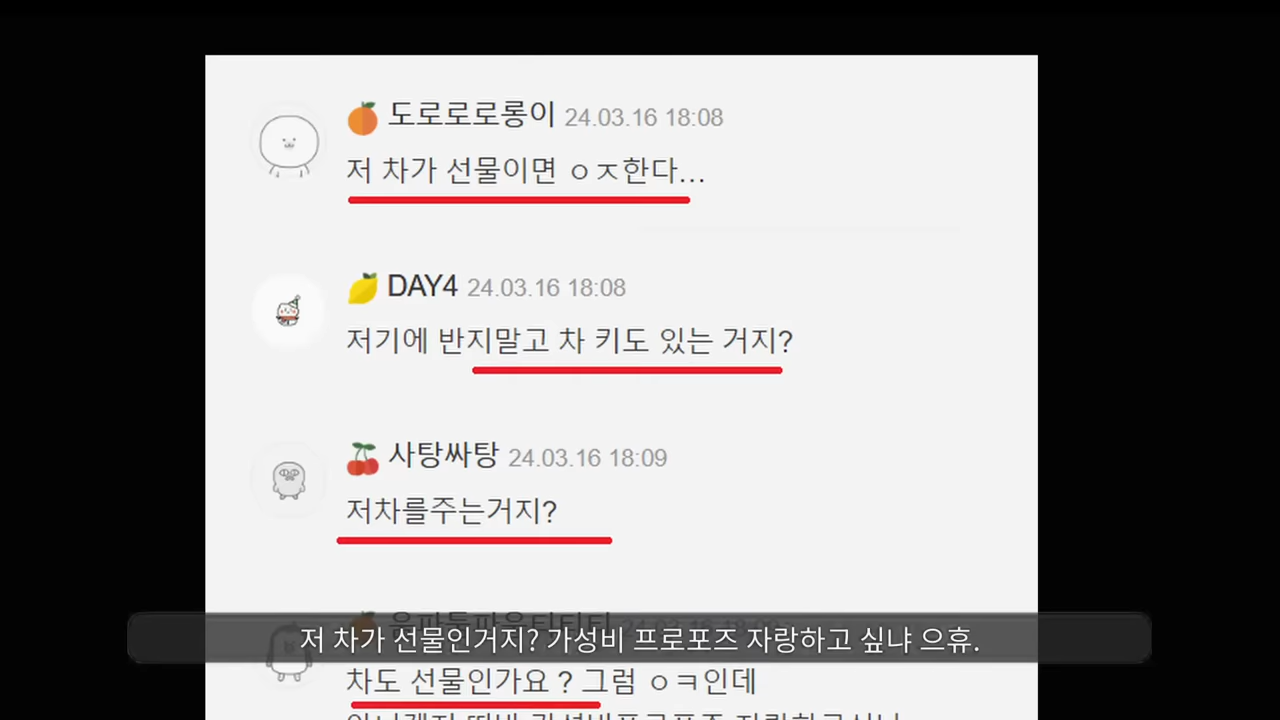 도로로로롱이 24.03.16 18:08
저 차가 선물이면 ㅇㅈ한다...
DAY4 24.03.16 18:08
저기에 반지말고 차 키도 있는 거지?
사탕싸탕 24.03.16 18:09
저차를주는거지?
저 차가 선물인거지? 가성비 프로포즈 자랑하고 싶냐 으휴.
차도 선물인가요 ? 그럼 ㅇㅋ인데